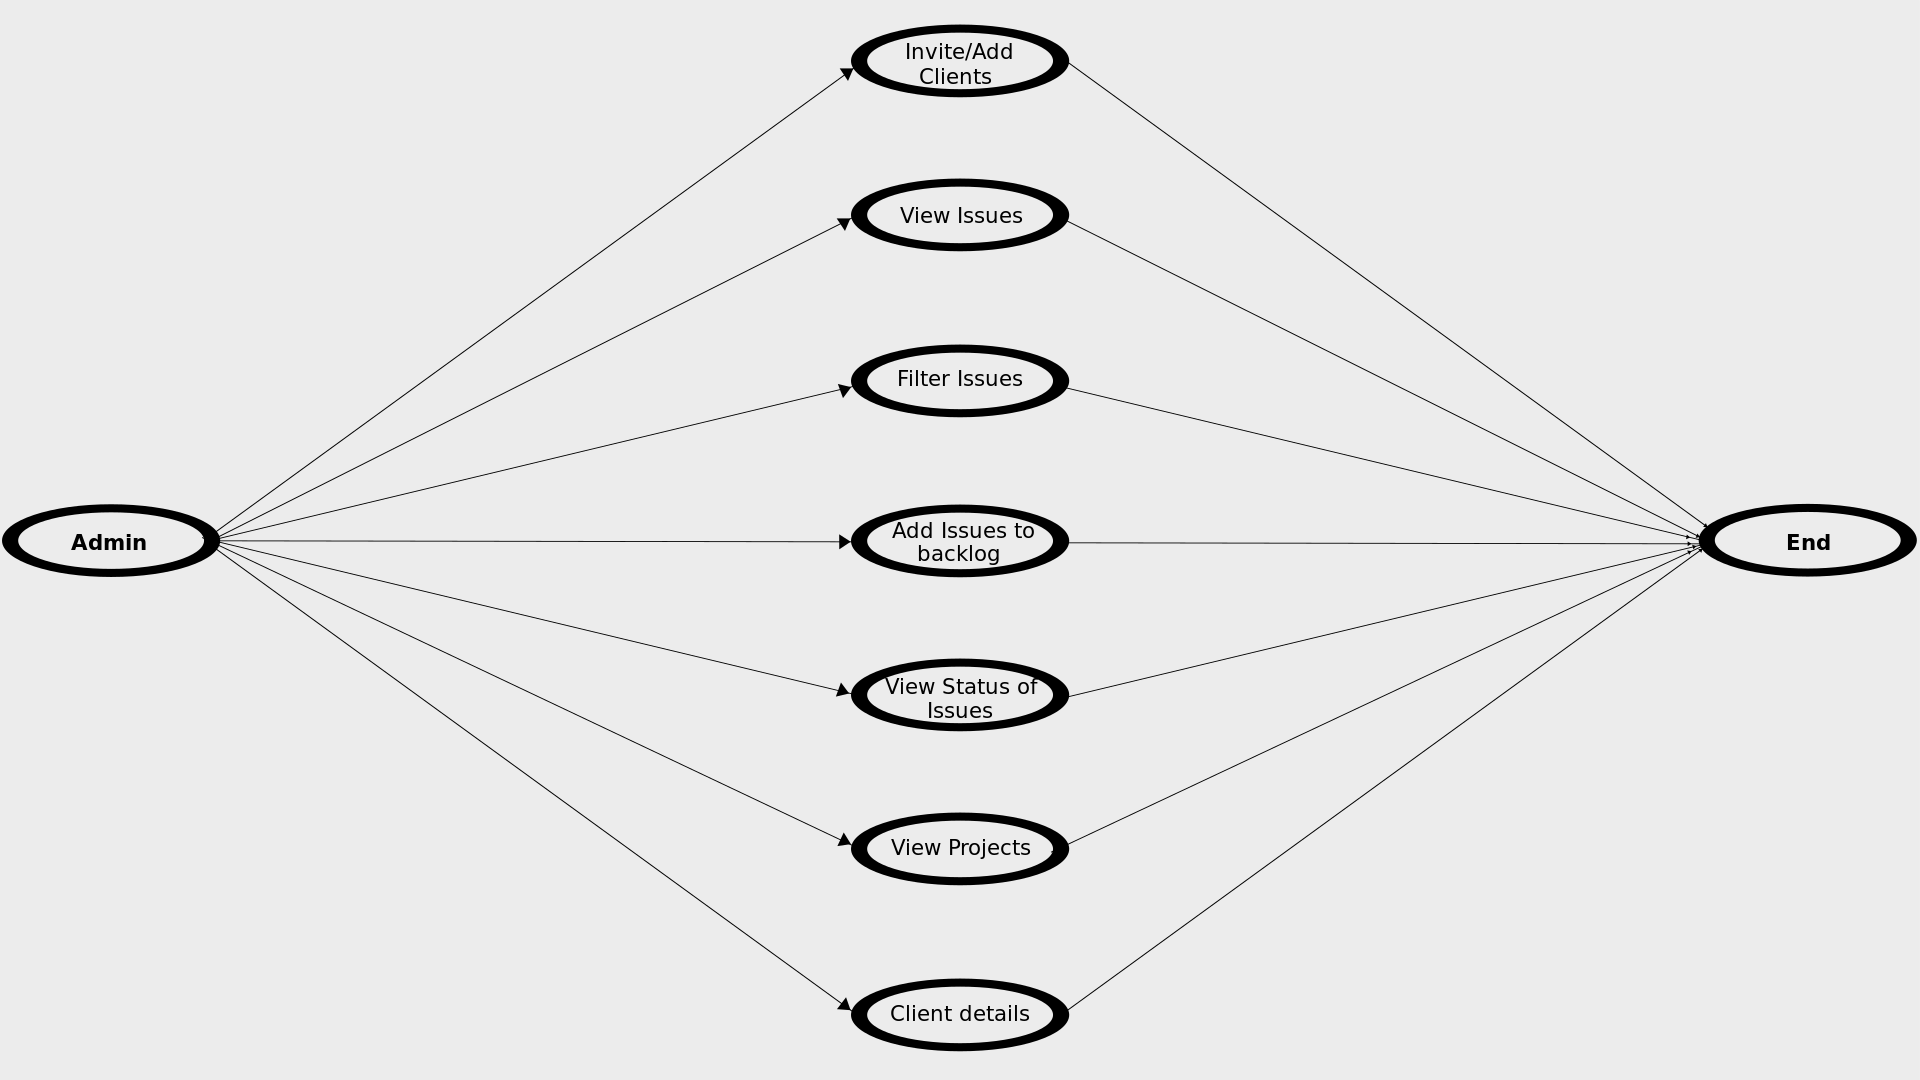 Invite/Add
Clients
View Issues
Filter Issues
Admin
Add Issues to
backlog
End
View Status of
Issues
View Projects
Client details